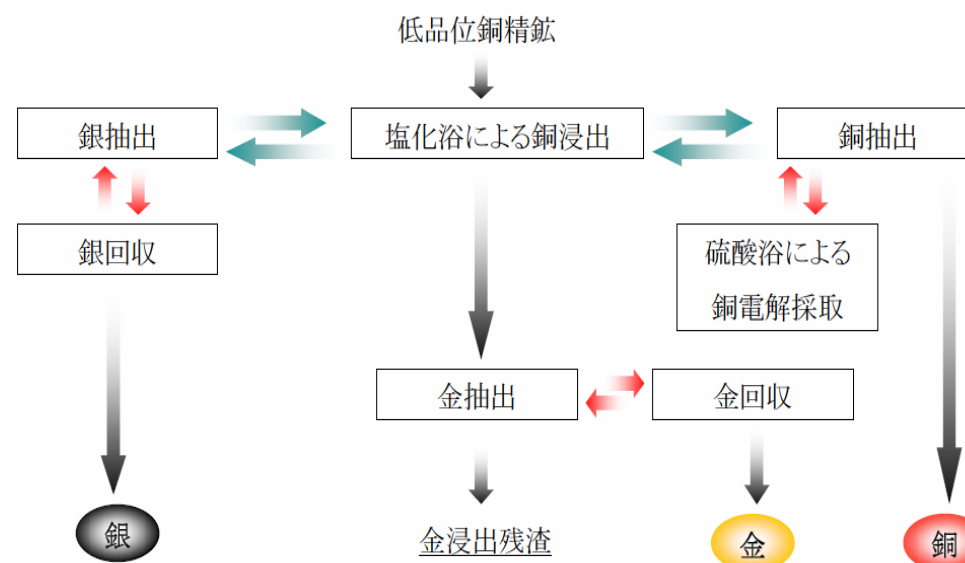 低品位銅精鉱
銀抽出
塩化浴による銅浸出
銅抽出
銀回収
硫酸浴による
銅電解採取
金抽出
金回収
銀
金浸出残渣
金
銅